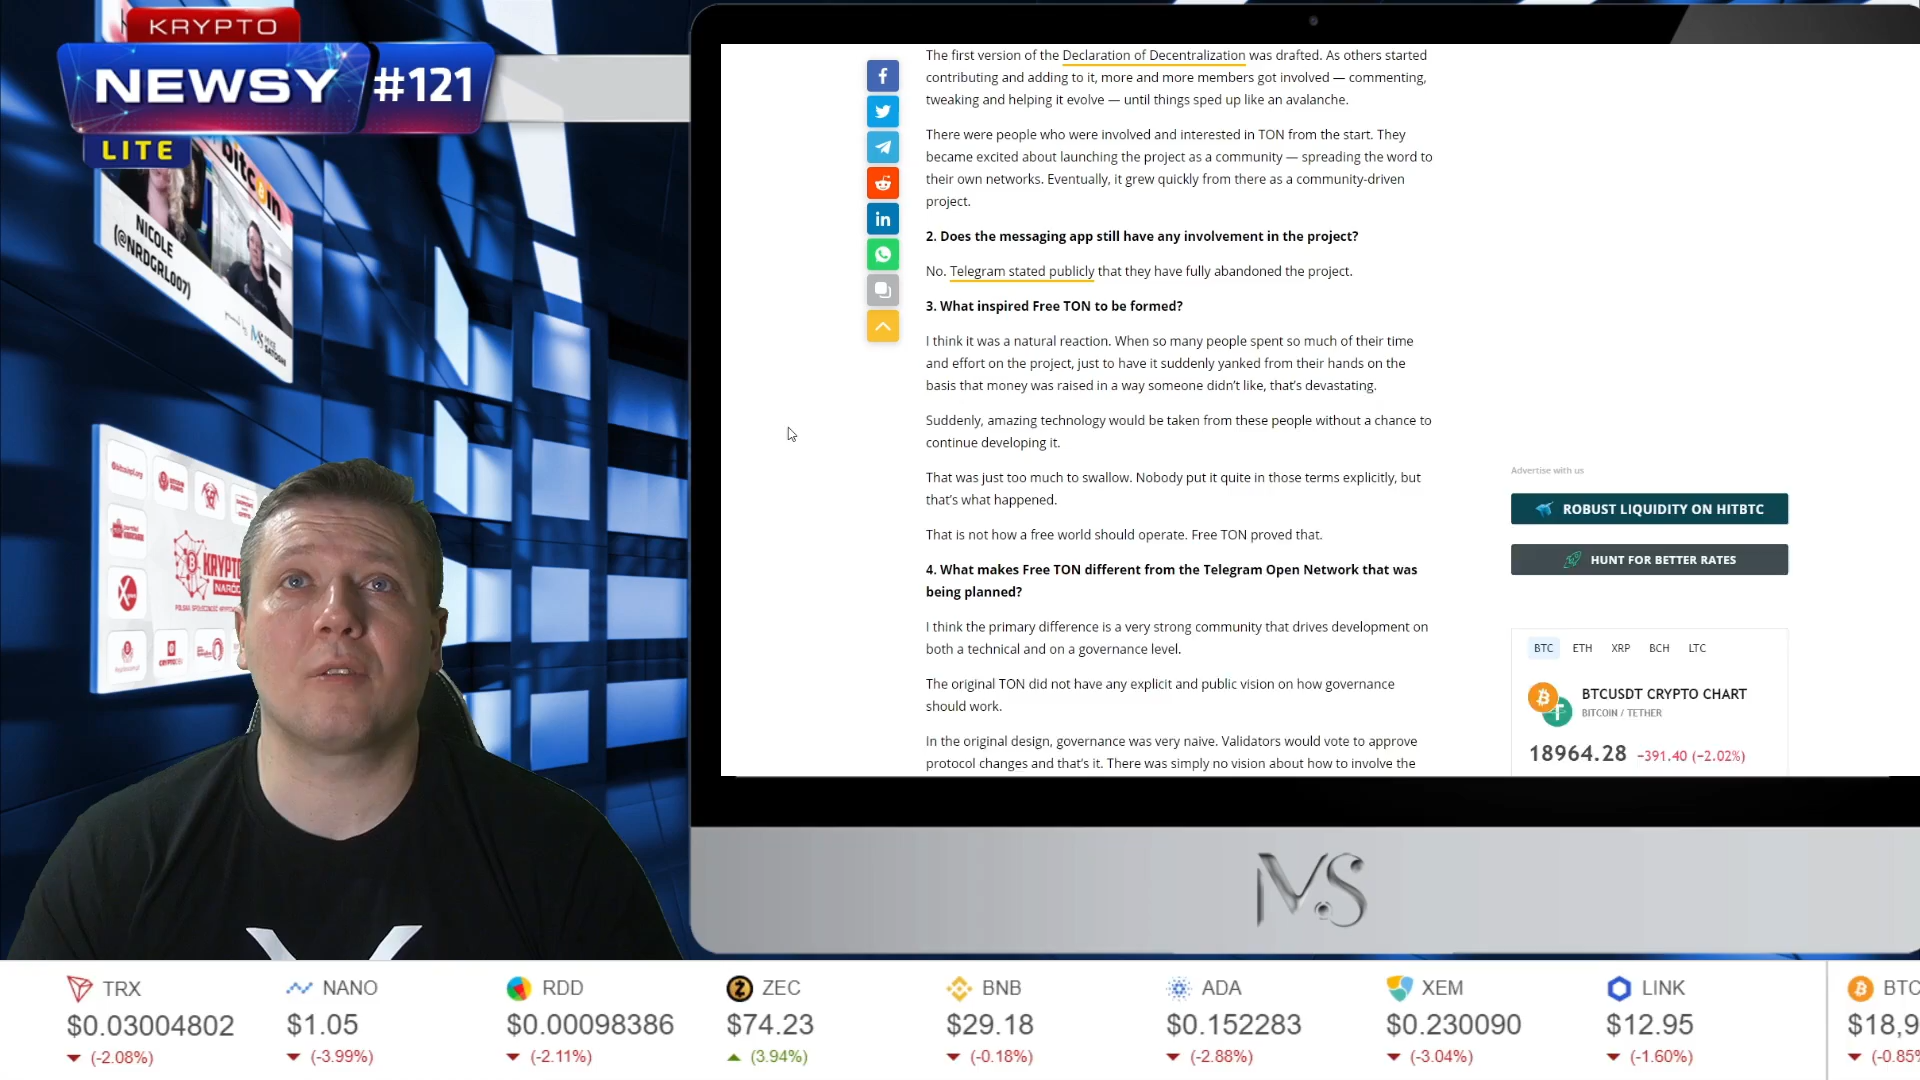 KRYPTO
NEWSY #121
LITE
bitcoin
NICOLE
(@NRDGRL007)
powered by
MIKE
SATOSHI
KRYPTO
NARÓD
The first version of the Declaration of Decentralization was drafted. As others started
contributing and adding to it, more and more members got involved — commenting,
tweaking and helping it evolve — until things sped up like an avalanche.
There were people who were involved and interested in TON from the start. They
became excited about launching the project as a community — spreading the word to
their own networks. Eventually, it grew quickly from there as a community-driven
project.
2. Does the messaging app still have any involvement in the project?
No. Telegram stated publicly that they have fully abandoned the project.
3. What inspired Free TON to be formed?
I think it was a natural reaction. When so many people spent so much of their time
and effort on the project, just to have it suddenly yanked from their hands on the
basis that money was raised in a way someone didn't like, that's devastating.
Suddenly, amazing technology would be taken from these people without a chance to
continue developing it.
That was just too much to swallow. Nobody put it quite in those terms explicitly, but
that's what happened.
That is not how a free world should operate. Free TON proved that.
4. What makes Free TON different from the Telegram Open Network that was
being planned?
I think the primary difference is a very strong community that drives development on
both a technical and on a governance level.
The original TON did not have any explicit and public vision on how governance
should work.
In the original design, governance was very naive. Validators would vote to approve
protocol changes and that's it. There was simply no vision about how to involve the
Advertise with us
ROBUST LIQUIDITY ON HITBTC
HUNT FOR BETTER RATES
BTC ETH XRP BCH LTC
BTCUSDT CRYPTO CHART
BITCOIN / TETHER
18964.28 -391.40 (-2.02%)
MS
TRX NANO RDD ZEC BNB ADA XEM LINK BTC
$0.03004802 $1.05 $0.00098386 $74.23 $29.18 $0.152283 $0.230090 $12.95 $18,9
(-2.08%) (-3.99%) (-2.11%) (3.94%) (-0.18%) (-2.88%) (-3.04%) (-1.60%) (-0.85%